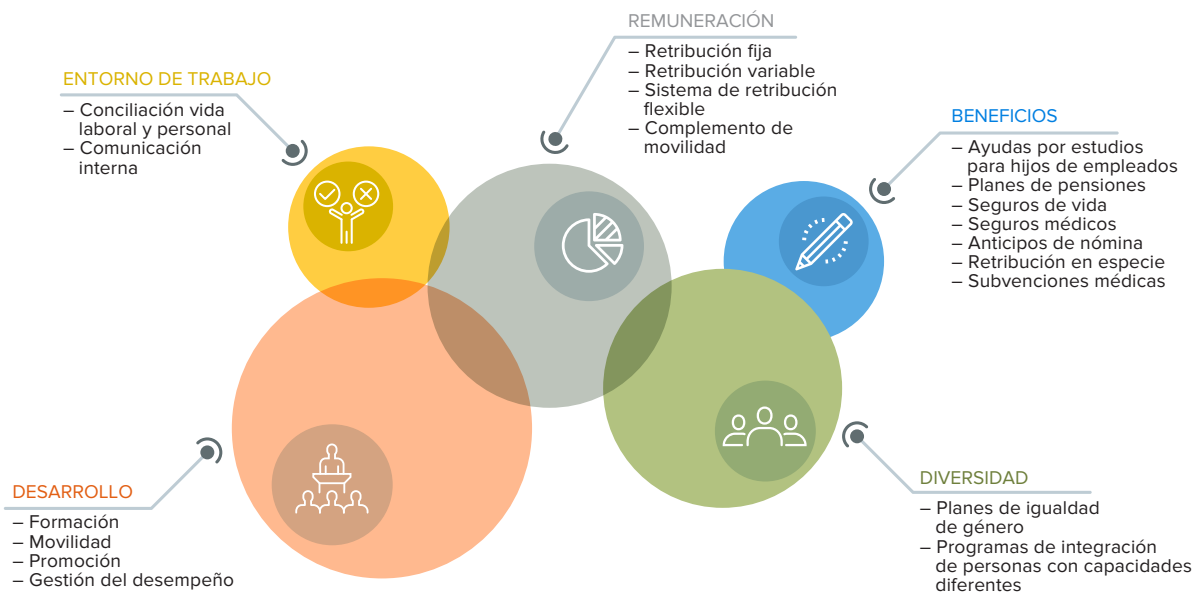 ENTORNO DE TRABAJO
– Conciliación vida
laboral y personal
– Comunicación
interna
REMUNERACIÓN
– Retribución fija
– Retribución variable
– Sistema de retribución
flexible
– Complemento de
movilidad
BENEFICIOS
– Ayudas por estudios
para hijos de empleados
– Planes de pensiones
– Seguros de vida
– Seguros médicos
– Anticipos de nómina
– Retribución en especie
– Subvenciones médicas
DESARROLLO
– Formación
– Movilidad
– Promoción
– Gestión del desempeño
DIVERSIDAD
– Planes de igualdad
de género
– Programas de integración
de personas con capacidades
diferentes